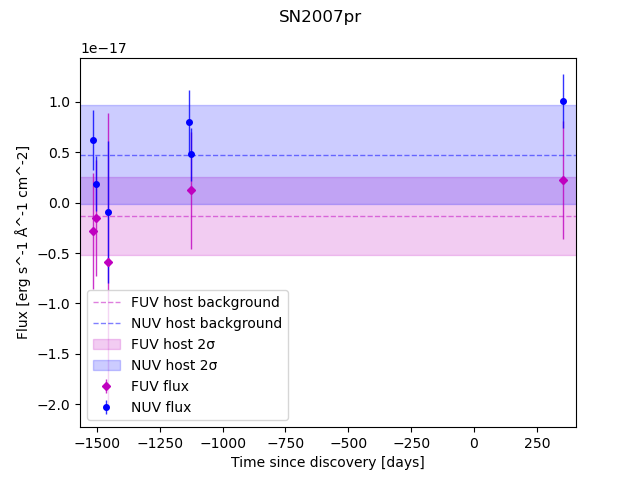 SN2007pr
1e−17
1.0
0.5
0.0
−0.5
−1.0
−1.5
−2.0
Flux [erg s^-1 Å^-1 cm^-2]
FUV host background
NUV host background
FUV host 2σ
NUV host 2σ
FUV flux
NUV flux
−1500 −1250 −1000 −750 −500 −250 0 250
Time since discovery [days]